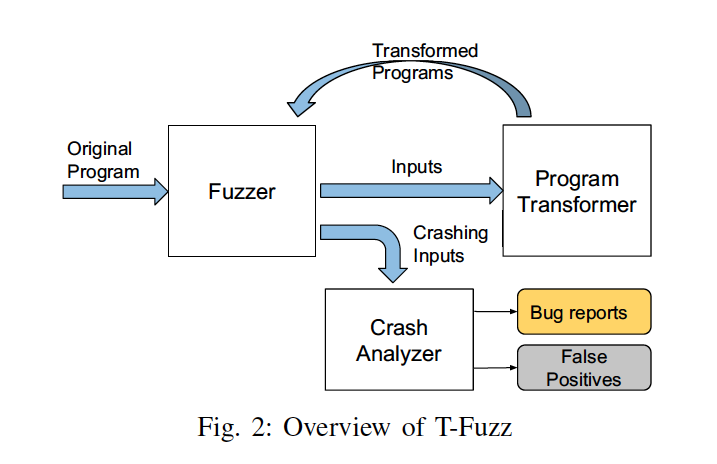 Transformed
Programs
Original
Program
Fuzzer
Inputs
Program
Transformer
Crashing
Inputs
Crash
Analyzer
Bug reports
False
Positives
Fig. 2: Overview of T-Fuzz